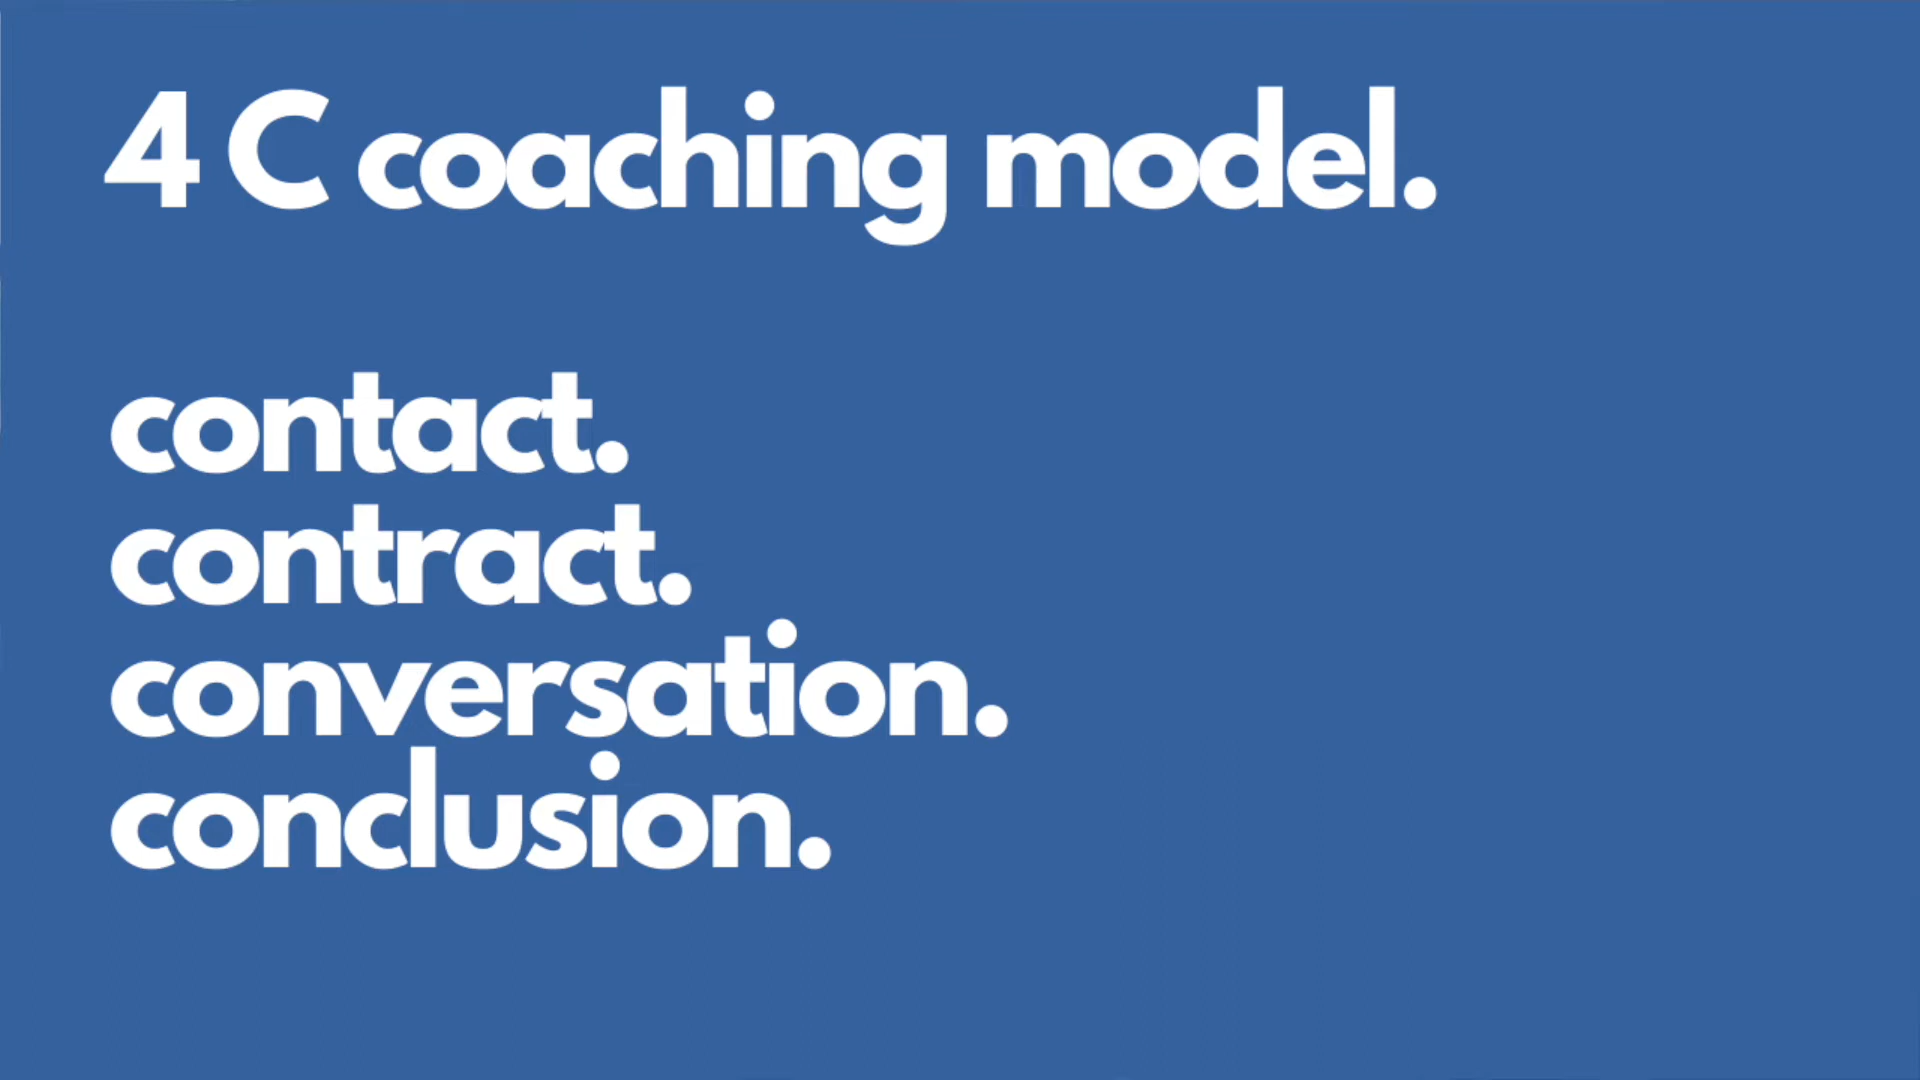 4 C coaching model.
contact.
contract.
conversation.
conclusion.